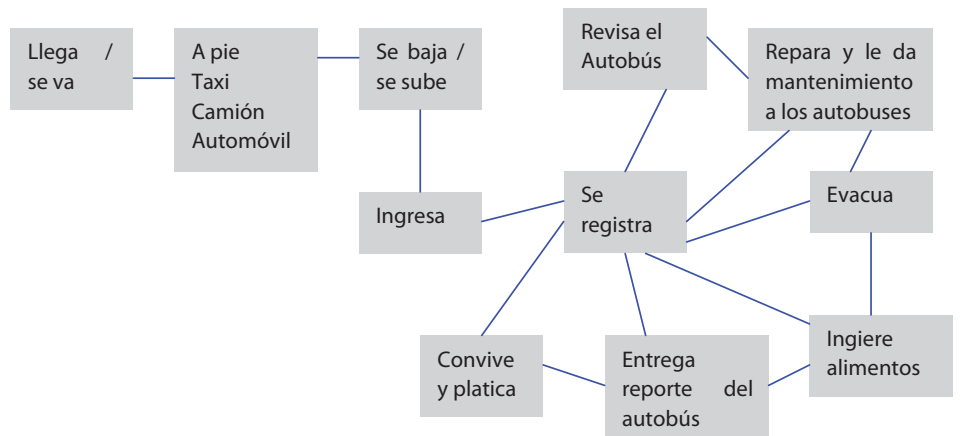 Llega /
se va
A pie
Taxi
Camión
Automóvil
Se baja /
se sube
Revisa el
Autobús
Repara y le da
mantenimiento
a los autobuses
Ingresa
Se
registra
Evacua
Convive
y platica
Entrega
reporte del
autobús
Ingiere
alimentos